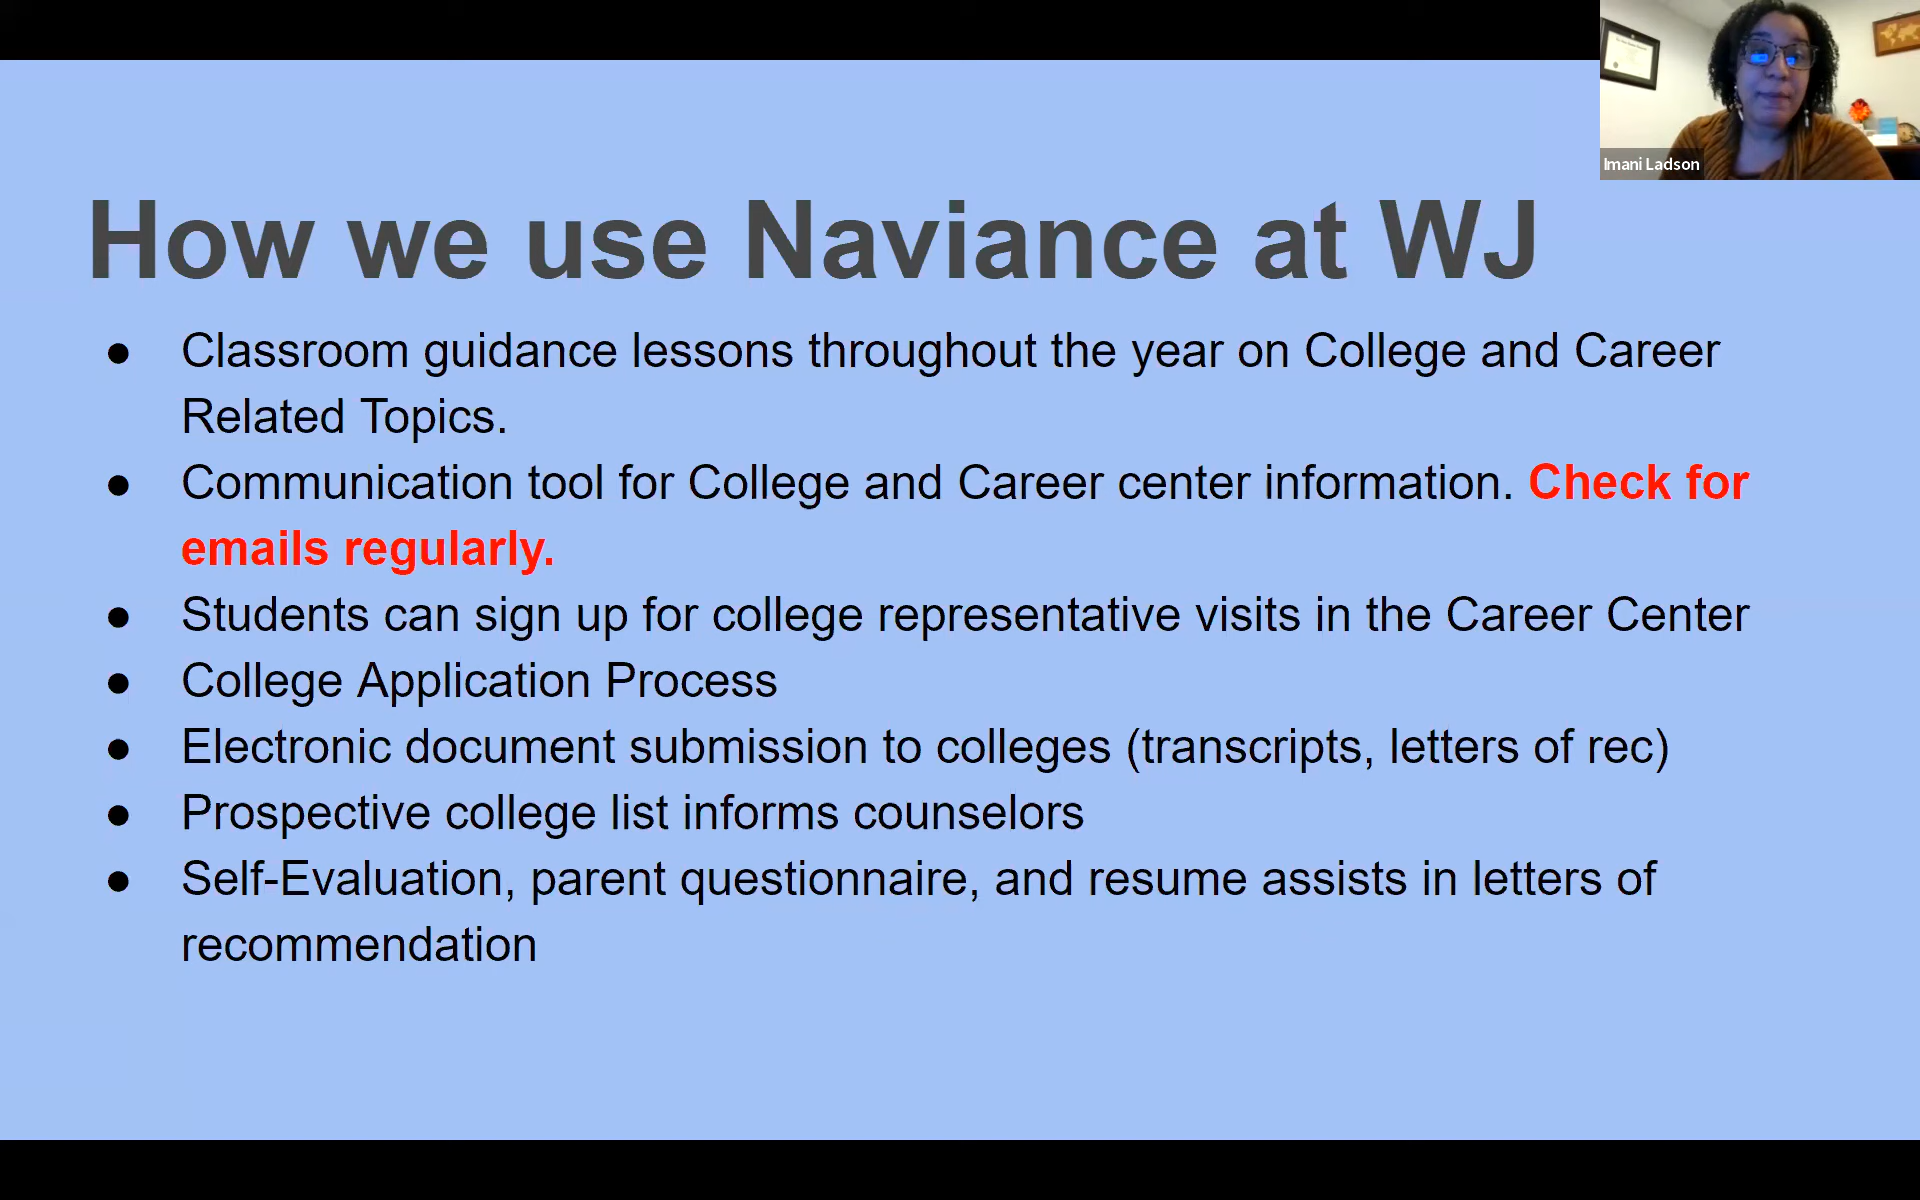 Imani Ladson
How we use Naviance at WJ
● Classroom guidance lessons throughout the year on College and Career
Related Topics.
● Communication tool for College and Career center information. Check for
emails regularly.
● Students can sign up for college representative visits in the Career Center
● College Application Process
● Electronic document submission to colleges (transcripts, letters of rec)
● Prospective college list informs counselors
● Self-Evaluation, parent questionnaire, and resume assists in letters of
recommendation